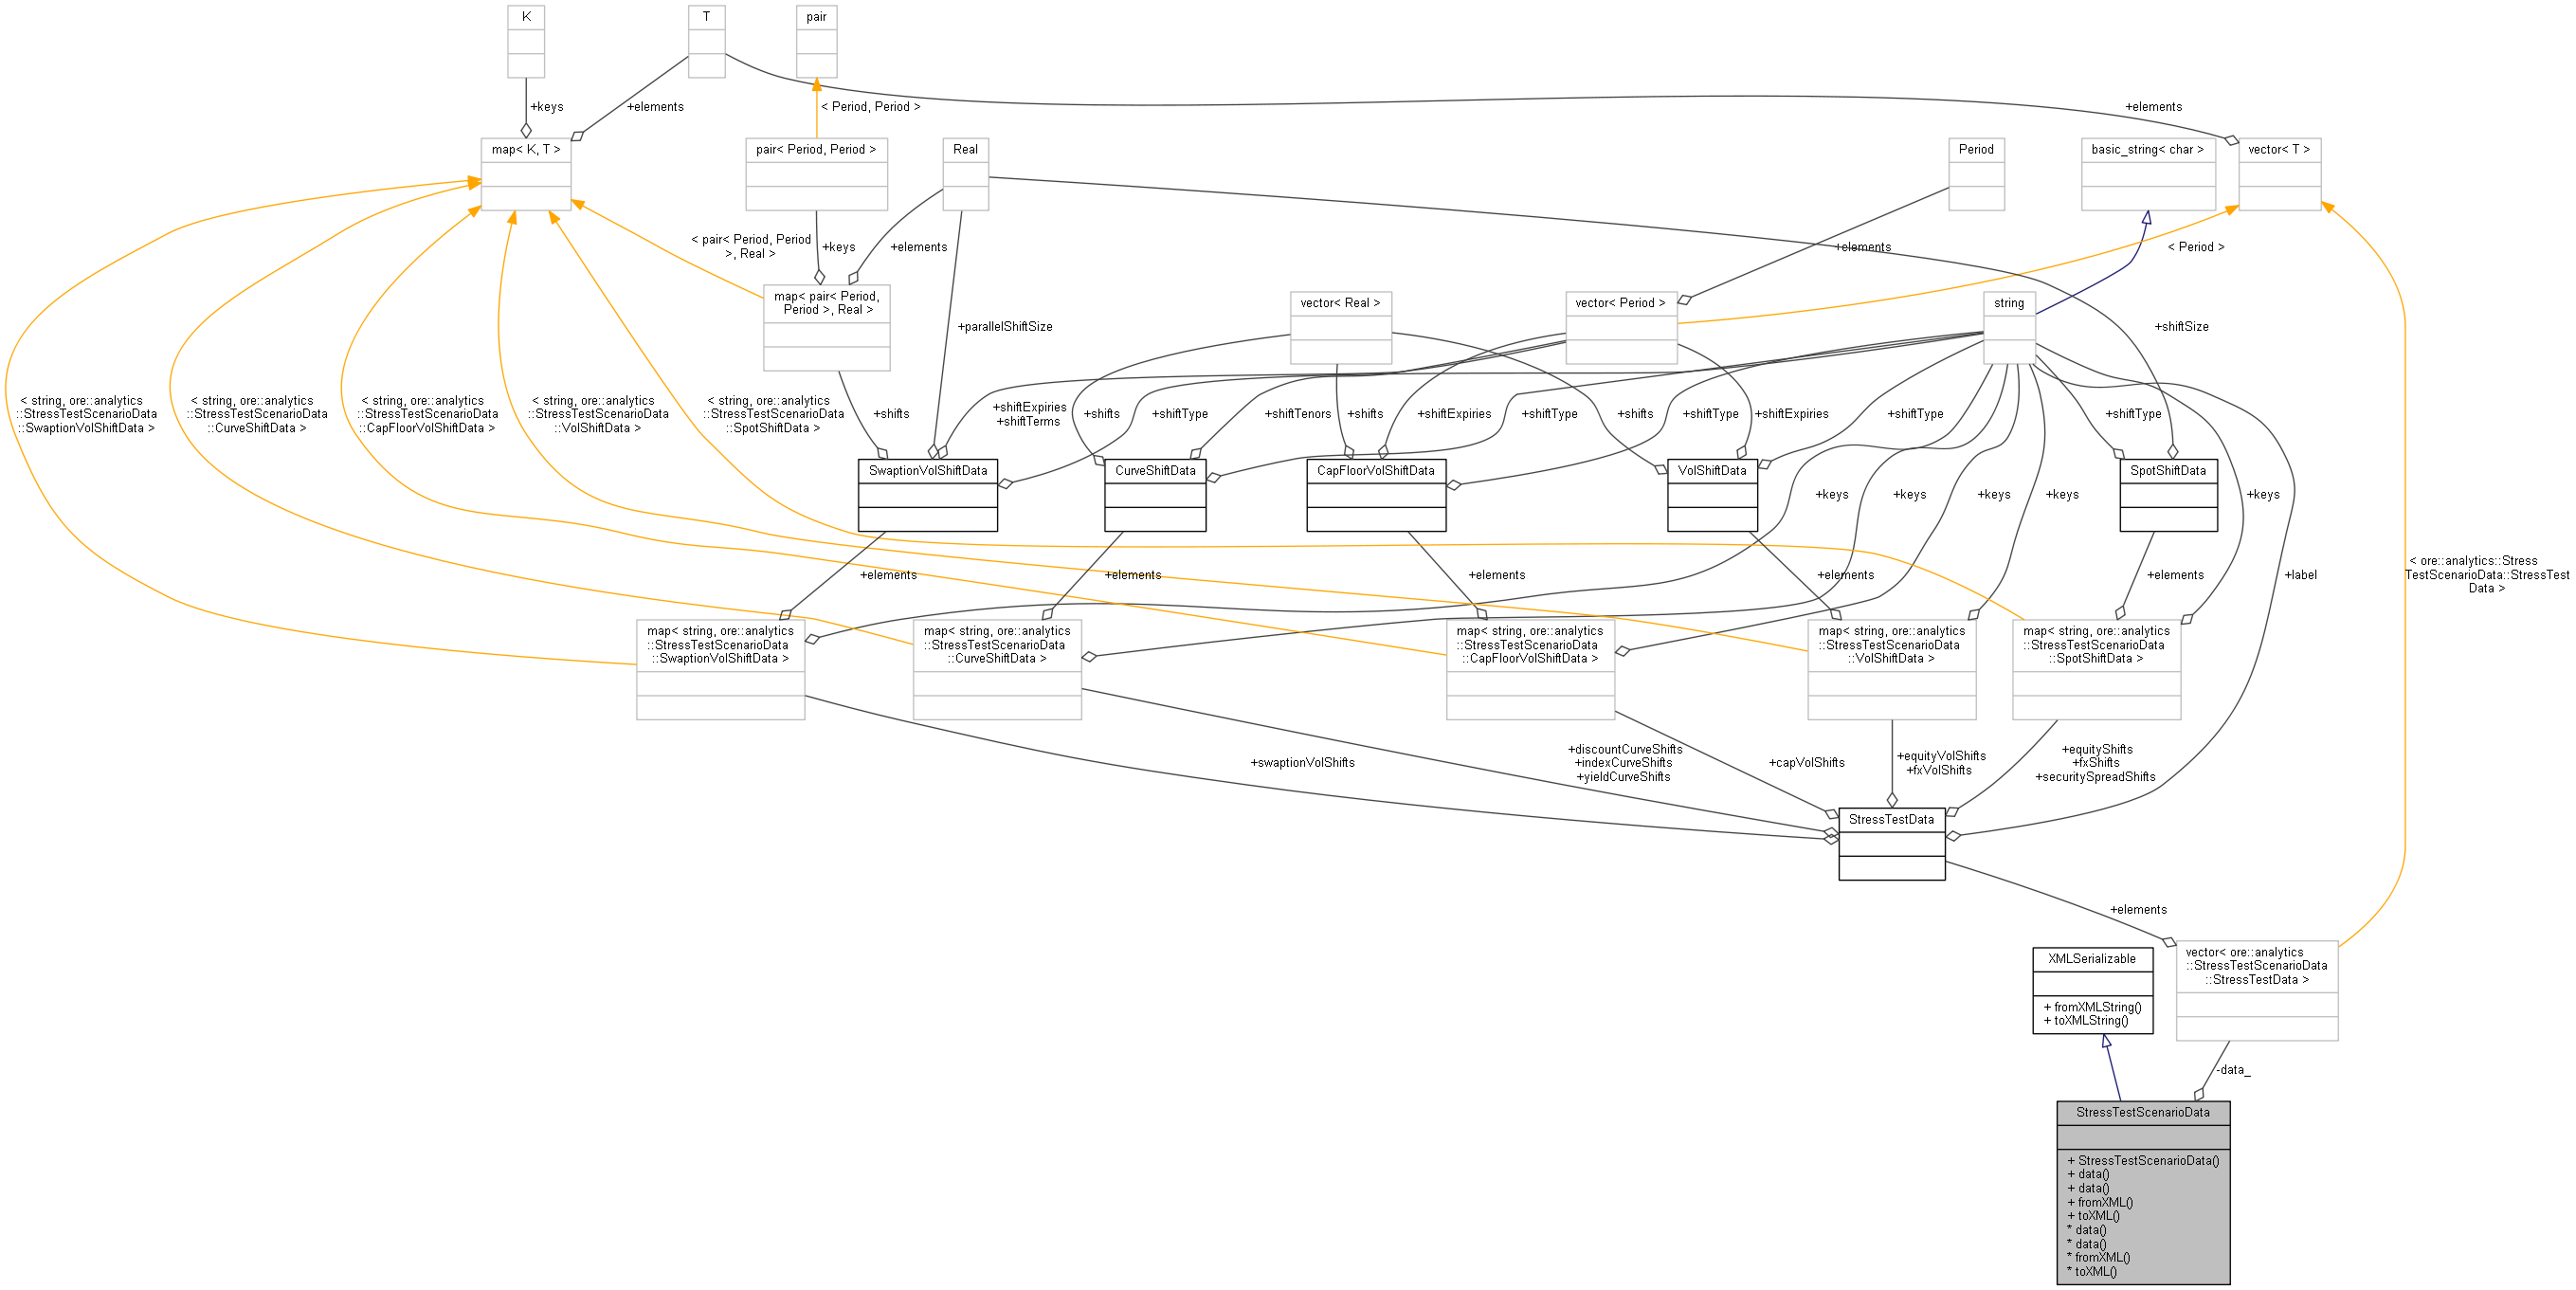 K
T
pair
+keys
+elements
< Period, Period >
+elements
map< K, T >
pair< Period, Period >
Real
Period
basic_string< char >
vector< T >
< pair< Period, Period
>, Real >
+keys
+elements
+elements
< Period >
map< pair< Period,
Period >, Real >
+parallelShiftSize
vector< Real >
vector< Period >
string
+shiftSize
< string, ore::analytics
::StressTestScenarioData
::SwaptionVolShiftData >
< string, ore::analytics
::StressTestScenarioData
::CurveShiftData >
< string, ore::analytics
::StressTestScenarioData
::CapFloorVolShiftData >
< string, ore::analytics
::StressTestScenarioData
::VolShiftData >
< string, ore::analytics
::StressTestScenarioData
::SpotShiftData >
+shifts
+shiftExpiries
+shiftTerms
+shifts
+shiftType
+shiftTenors
+shifts
+shiftExpiries
+shiftType
+shifts
+shiftType
+shiftExpiries
+shiftType
+shiftType
SwaptionVolShiftData
CurveShiftData
CapFloorVolShiftData
VolShiftData
SpotShiftData
+keys
+keys
+keys
+keys
+keys
+elements
+elements
+elements
+elements
+elements
+label
< ore::analytics::Stress
TestScenarioData::StressTest
Data >
map< string, ore::analytics
::StressTestScenarioData
::SwaptionVolShiftData >
map< string, ore::analytics
::StressTestScenarioData
::CurveShiftData >
map< string, ore::analytics
::StressTestScenarioData
::CapFloorVolShiftData >
map< string, ore::analytics
::StressTestScenarioData
::VolShiftData >
map< string, ore::analytics
::StressTestScenarioData
::SpotShiftData >
+swaptionVolShifts
+discountCurveShifts
+indexCurveShifts
+yieldCurveShifts
+capVolShifts
+equityVolShifts
+fxVolShifts
+equityShifts
+fxShifts
+securitySpreadShifts
StressTestData
+elements
XMLSerializable
+ fromXMLString()
+ toXMLString()
vector< ore::analytics
::StressTestScenarioData
::StressTestData >
-data_
StressTestScenarioData
+ StressTestScenarioData()
+ data()
+ data()
+ fromXML()
+ toXML()
* data()
* data()
* fromXML()
* toXML()